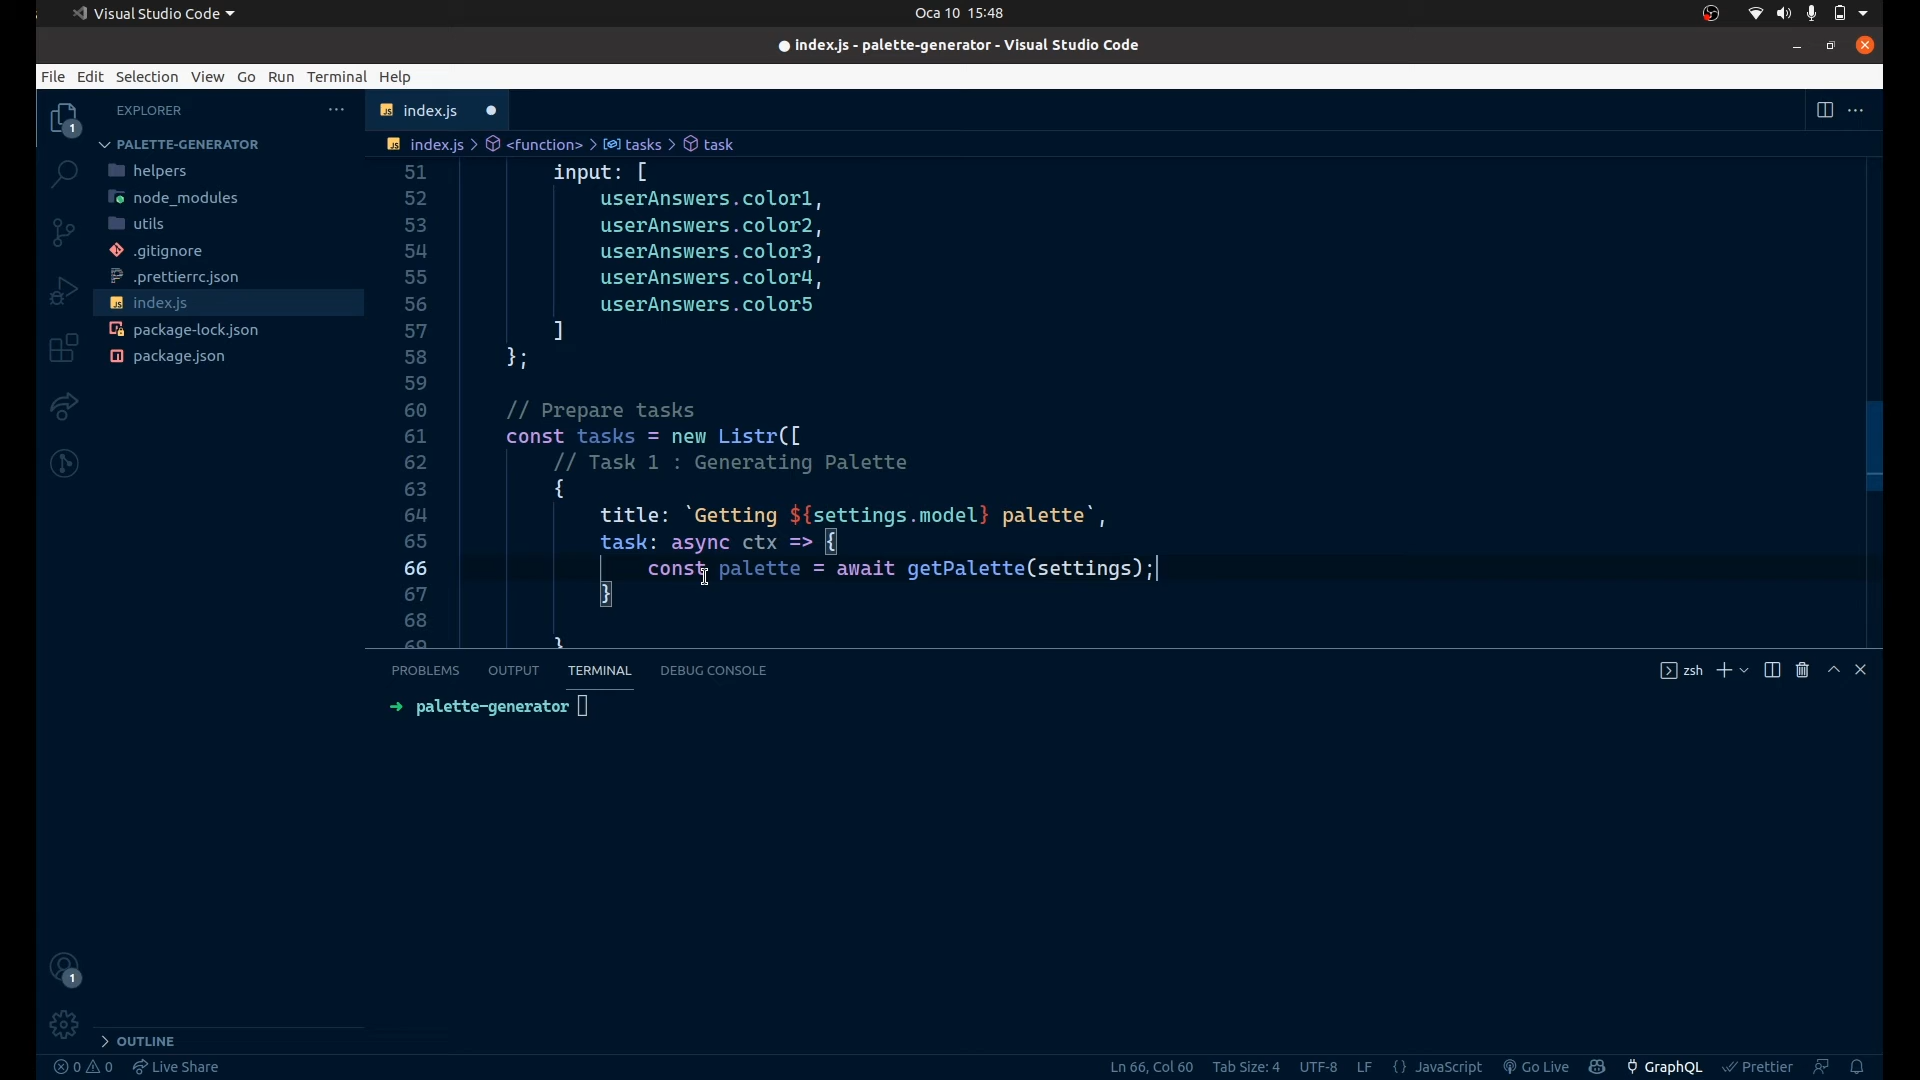 Visual Studio Code
Oca 10 15:48
index.js - palette-generator - Visual Studio Code
File Edit Selection View Go Run Terminal Help
EXPLORER
index.js
PALETTE-GENERATOR
index.js > <function> > tasks > task
helpers
node_modules
utils
.gitignore
.prettierrc.json
index.js
package-lock.json
package.json
51 input: [
52 userAnswers.color1,
53 userAnswers.color2,
54 userAnswers.color3,
55 userAnswers.color4,
56 userAnswers.color5
57 ]
58 };
59
60 // Prepare tasks
61 const tasks = new Listr([
62 // Task 1 : Generating Palette
63 {
64 title: `Getting ${settings.model} palette`,
65 task: async ctx => {
66 const palette = await getPalette(settings);
67 }
68
69 }
PROBLEMS OUTPUT TERMINAL DEBUG CONSOLE
zsh
→ palette-generator
1
1
OUTLINE
0 0 Live Share
Ln 66, Col 60 Tab Size: 4 UTF-8 LF {} JavaScript Go Live GraphQL Prettier